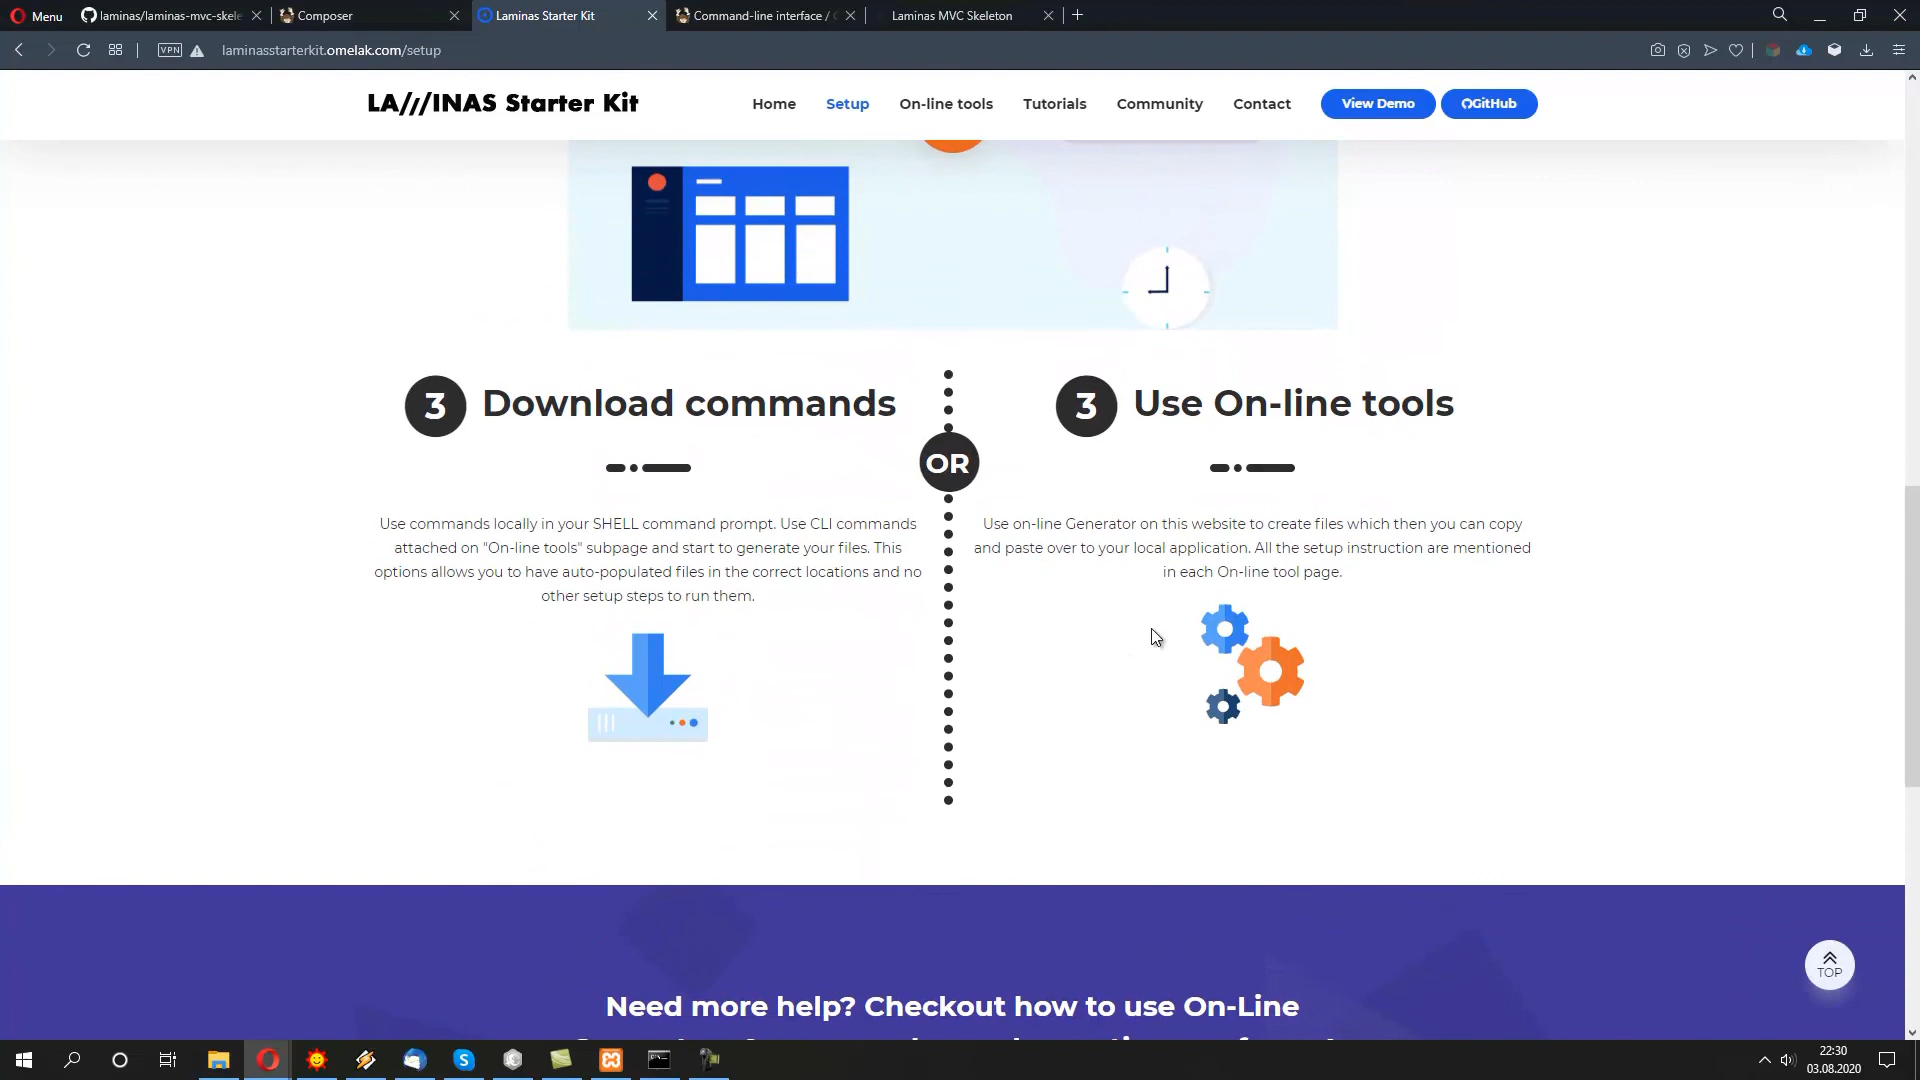 Menu
laminas/laminas-mvc-skele
Composer
Laminas Starter Kit
Command-line interface /
Laminas MVC Skeleton
VPN
laminasstarterkit.omelak.com/setup
LA///INAS Starter Kit
Home
Setup
On-line tools
Tutorials
Community
Contact
View Demo
GitHub
3 Download commands
OR
3 Use On-line tools
Use commands locally in your SHELL command prompt. Use CLI commands
attached on "On-line tools" subpage and start to generate your files. This
options allows you to have auto-populated files in the correct locations and no
other setup steps to run them.
Use on-line Generator on this website to create files which then you can copy
and paste over to your local application. All the setup instruction are mentioned
in each On-line tool page.
TOP
Need more help? Checkout how to use On-Line
22:30
03.08.2020